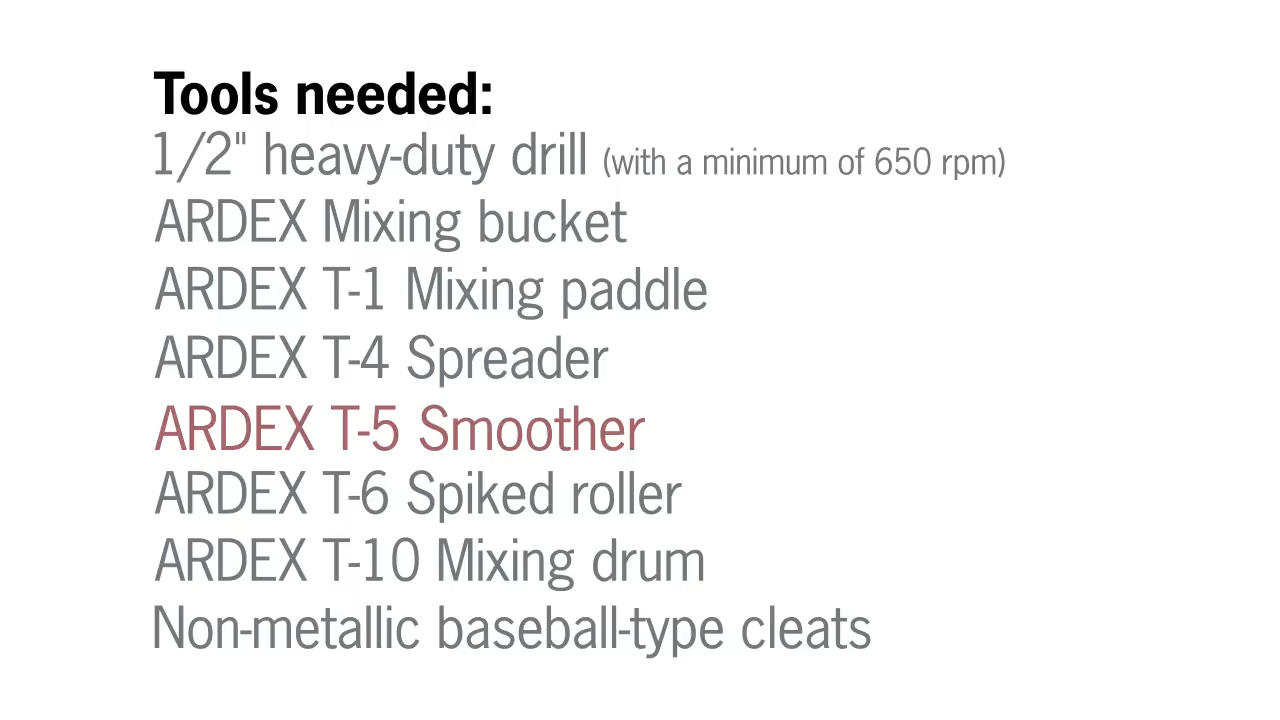 Tools needed:
1/2" heavy-duty drill (with a minimum of 650 rpm)
ARDEX Mixing bucket
ARDEX T-1 Mixing paddle
ARDEX T-4 Spreader
ARDEX T-5 Smoother
ARDEX T-6 Spiked roller
ARDEX T-10 Mixing drum
Non-metallic baseball-type cleats